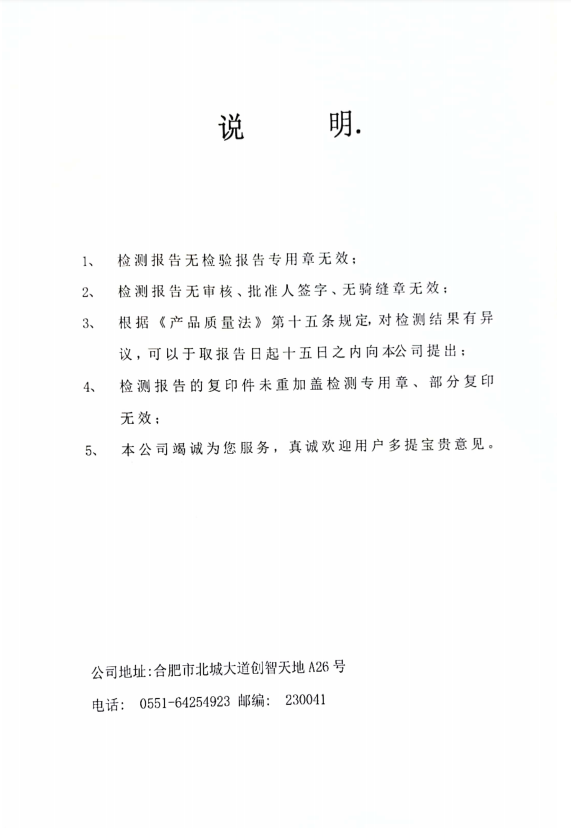 说 明.
1、 检测报告无检验报告专用章无效；
2、 检测报告无审核、批准人签字、无骑缝章无效；
3、 根据《产品质量法》第十五条规定，对检测结果有异
议，可以于取报告日起十五日之内向本公司提出；
4、 检测报告的复印件未重加盖检测专用章、部分复印
无效；
5、 本公司竭诚为您服务，真诚欢迎用户多提宝贵意见。
公司地址:合肥市北城大道创智天地 A26 号
电话: 0551-64254923 邮编: 230041